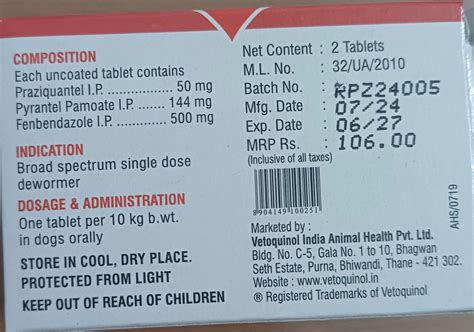 COMPOSITION
Each uncoated tablet contains
Praziquantel I.P. .................. 50 mg
Pyrantel Pamoate I.P. ....... 144 mg
Fenbendazole I.P. ............. 500 mg
INDICATION
Broad spectrum single dose
dewormer
DOSAGE & ADMINISTRATION
One tablet per 10 kg b.wt.
in dogs orally
STORE IN COOL, DRY PLACE.
PROTECTED FROM LIGHT
KEEP OUT OF REACH OF CHILDREN
Net Content : 2 Tablets
M.L. No. : 32/UA/2010
Batch No. : RPZ24005
Mfg. Date : 07/24
Exp. Date : 06/27
MRP Rs. : 106.00
(Inclusive of all taxes)
8904149100251
Marketed by :
Vetoquinol India Animal Health Pvt. Ltd.
Bldg. No. C-5, Gala No. 1 to 10, Bhagwan
Seth Estate, Purna, Bhiwandi, Thane - 421 302.
Website : www.vetoquinol.in
® Registered Trademarks of Vetoquinol
AHS/0719